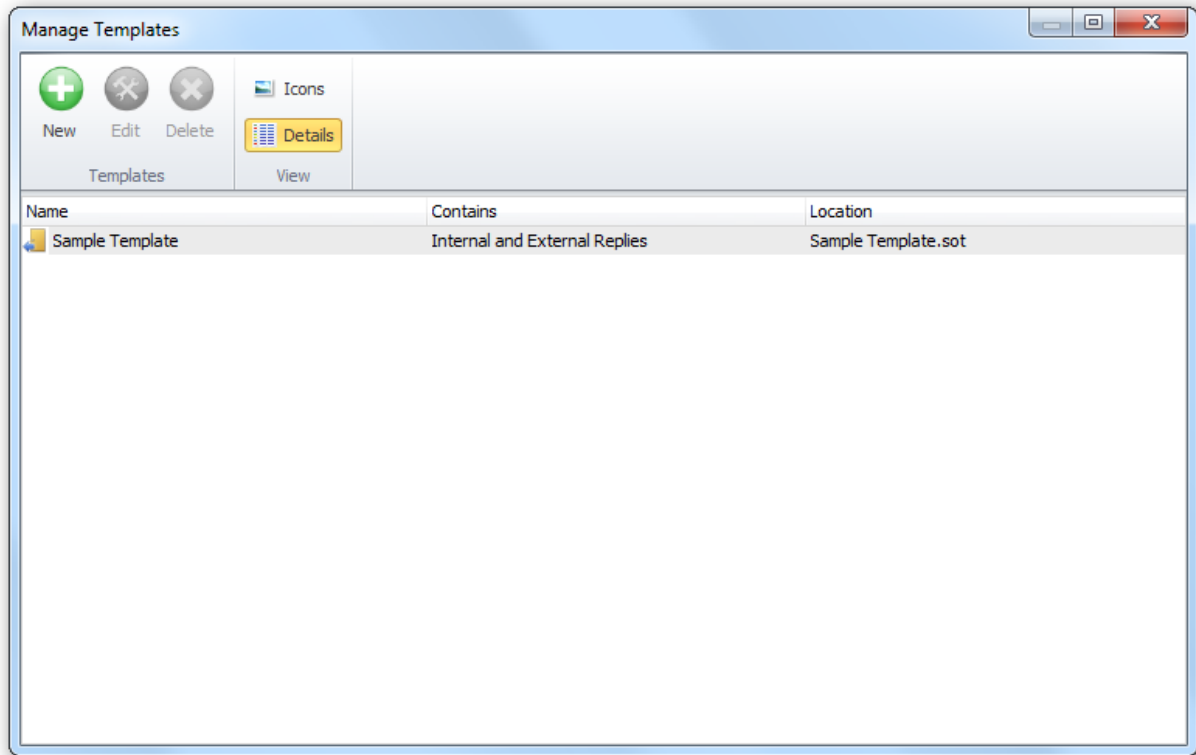 Manage Templates
Icons
New Edit Delete
Details
Templates View
Name Contains Location
Sample Template Internal and External Replies Sample Template.sot